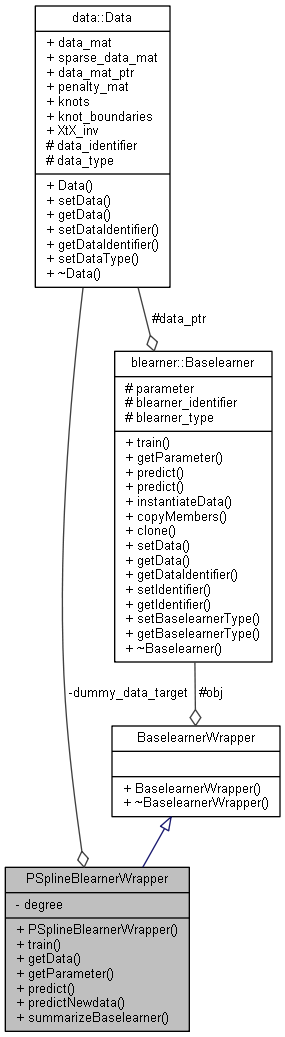 data::Data
+ data_mat
+ sparse_data_mat
+ data_mat_ptr
+ penalty_mat
+ knots
+ knot_boundaries
+ XtX_inv
# data_identifier
# data_type
+ Data()
+ setData()
+ getData()
+ setDataIdentifier()
+ getDataIdentifier()
+ setDataType()
+ ~Data()
#data_ptr
blearner::Baselearner
# parameter
# blearner_identifier
# blearner_type
+ train()
+ getParameter()
+ predict()
+ predict()
+ instantiateData()
+ copyMembers()
+ clone()
+ setData()
+ getData()
+ getDataIdentifier()
+ setIdentifier()
+ getIdentifier()
+ setBaselearnerType()
+ getBaselearnerType()
+ ~Baselearner()
-dummy_data_target
#obj
BaselearnerWrapper
+ BaselearnerWrapper()
+ ~BaselearnerWrapper()
PSplineBlearnerWrapper
- degree
+ PSplineBlearnerWrapper()
+ train()
+ getData()
+ getParameter()
+ predict()
+ predictNewdata()
+ summarizeBaselearner()